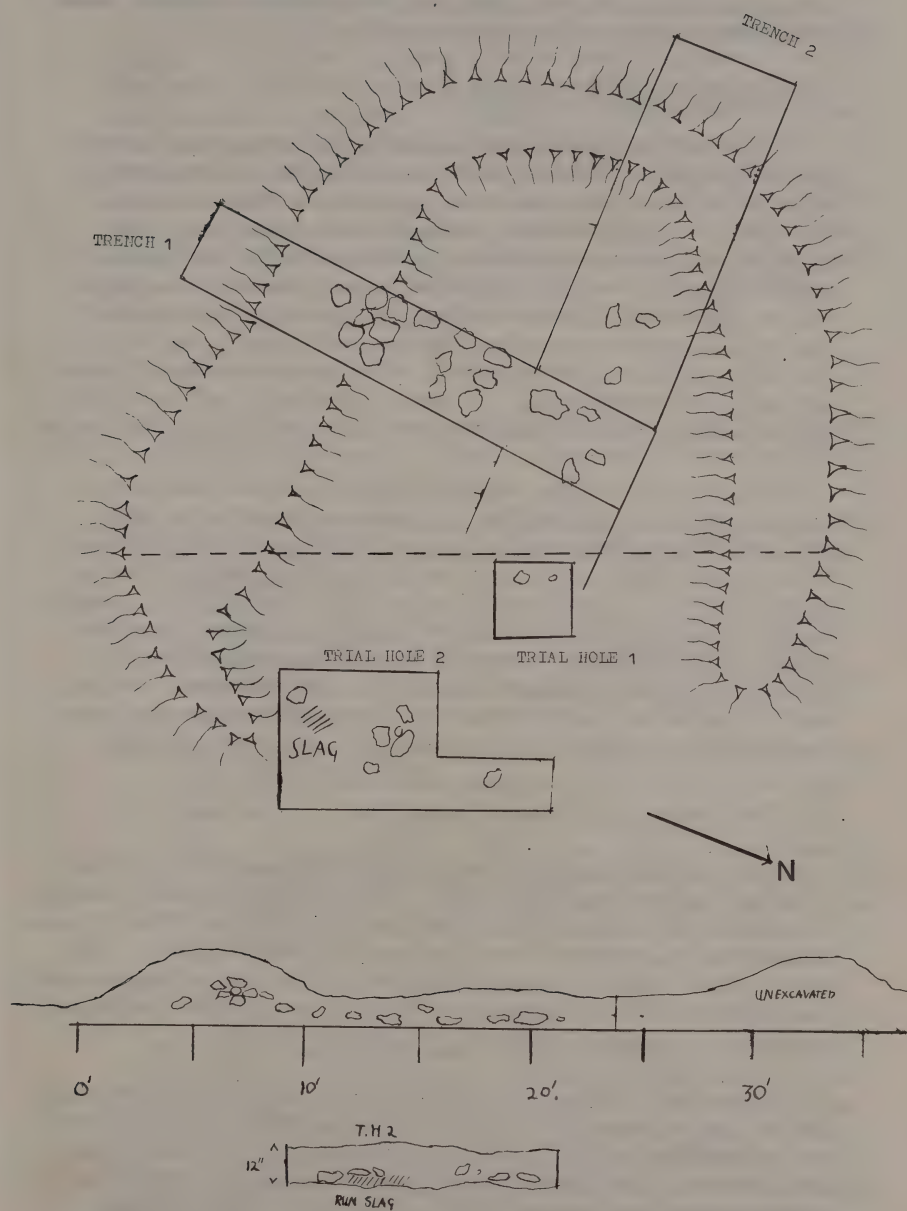 TRENCH 2
TRENCH 1
TRIAL HOLE 2
TRIAL HOLE 1
SLAG
N
UNEXCAVATED
0'
10'
20'.
30'
T.H 2
12"
RUN SLAG